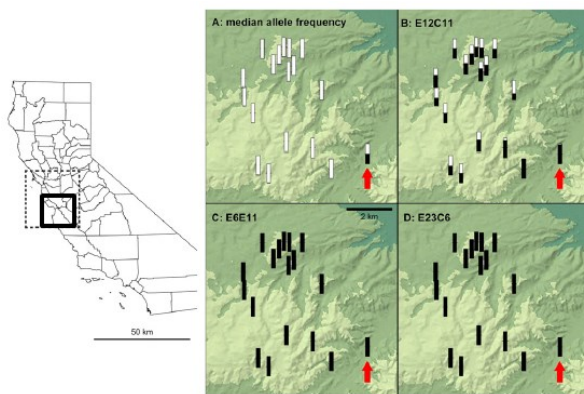 A: median allele frequency
B: E12C11
50 km
2 km
C: E6E11
D: E23C6